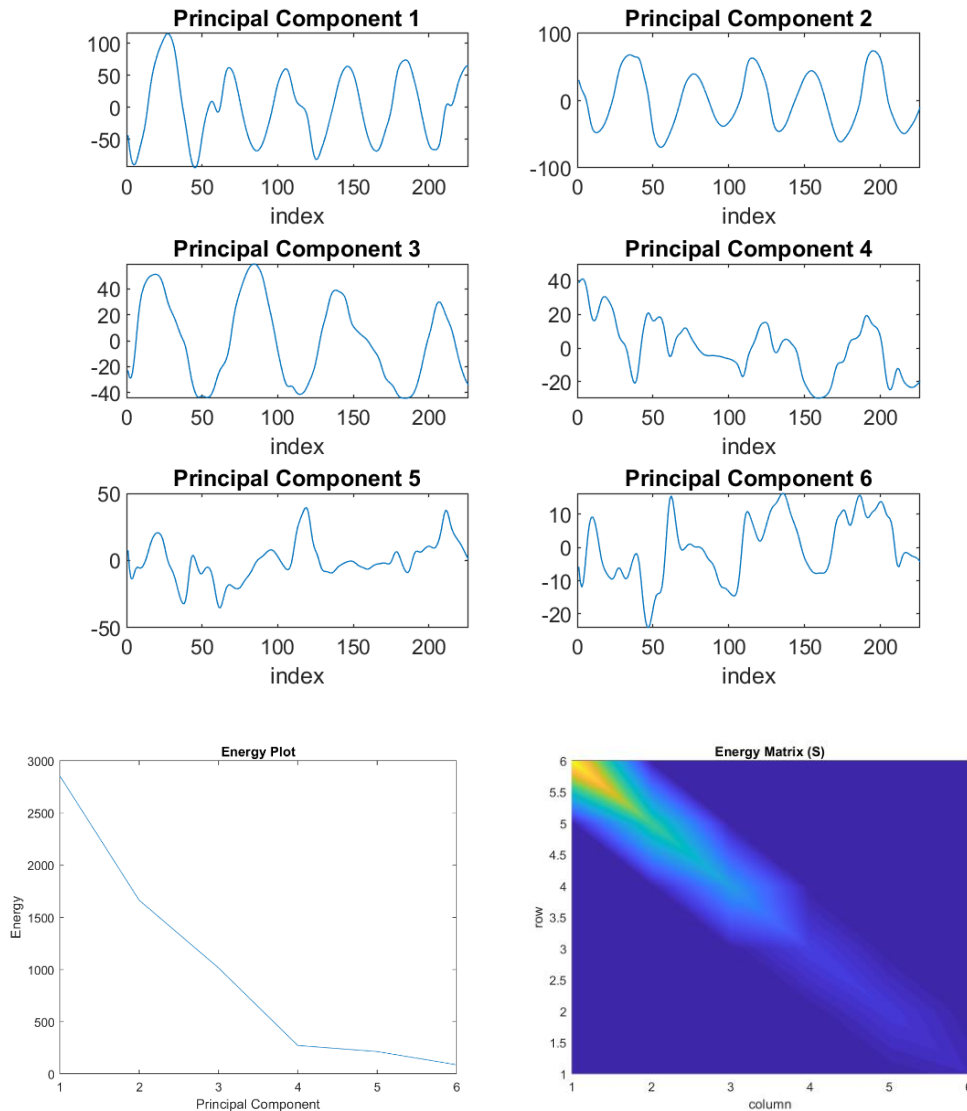 Principal Component 1
100
50
0
-50
0 50 100 150 200
index
Principal Component 2
100
0
-100
0 50 100 150 200
index
Principal Component 3
40
20
0
-20
-40
0 50 100 150 200
index
Principal Component 4
40
20
0
-20
0 50 100 150 200
index
Principal Component 5
50
0
-50
0 50 100 150 200
index
Principal Component 6
10
0
-10
-20
0 50 100 150 200
index
Energy Plot
3000
2500
2000
1500
1000
500
0
Energy
1 2 3 4 5 6
Principal Component
Energy Matrix (S)
6
5.5
5
4.5
4
3.5
3
2.5
2
1.5
1
row
1 2 3 4 5 6
column